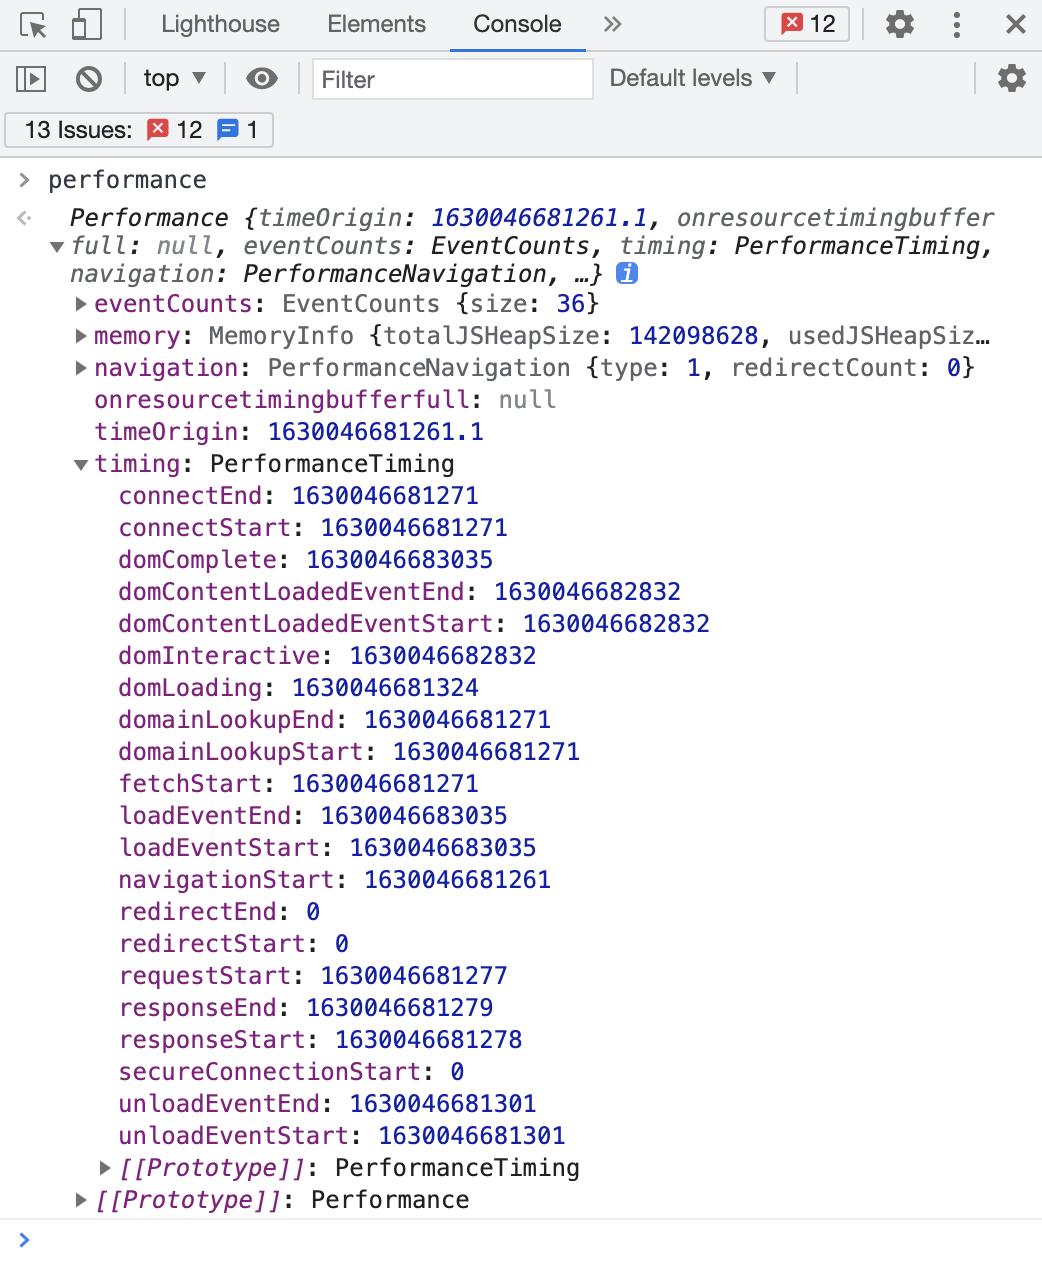 Lighthouse Elements Console 12
top Filter Default levels
13 Issues: 12 1
performance
Performance {timeOrigin: 1630046681261.1, onresourcetimingbuffer
full: null, eventCounts: EventCounts, timing: PerformanceTiming,
navigation: PerformanceNavigation, …} i
eventCounts: EventCounts {size: 36}
memory: MemoryInfo {totalJSHeapSize: 142098628, usedJSHeapSiz…
navigation: PerformanceNavigation {type: 1, redirectCount: 0}
onresourcetimingbufferfull: null
timeOrigin: 1630046681261.1
timing: PerformanceTiming
connectEnd: 1630046681271
connectStart: 1630046681271
domComplete: 1630046683035
domContentLoadedEventEnd: 1630046682832
domContentLoadedEventStart: 1630046682832
domInteractive: 1630046682832
domLoading: 1630046681324
domainLookupEnd: 1630046681271
domainLookupStart: 1630046681271
fetchStart: 1630046681271
loadEventEnd: 1630046683035
loadEventStart: 1630046683035
navigationStart: 1630046681261
redirectEnd: 0
redirectStart: 0
requestStart: 1630046681277
responseEnd: 1630046681279
responseStart: 1630046681278
secureConnectionStart: 0
unloadEventEnd: 1630046681301
unloadEventStart: 1630046681301
[[Prototype]]: PerformanceTiming
[[Prototype]]: Performance